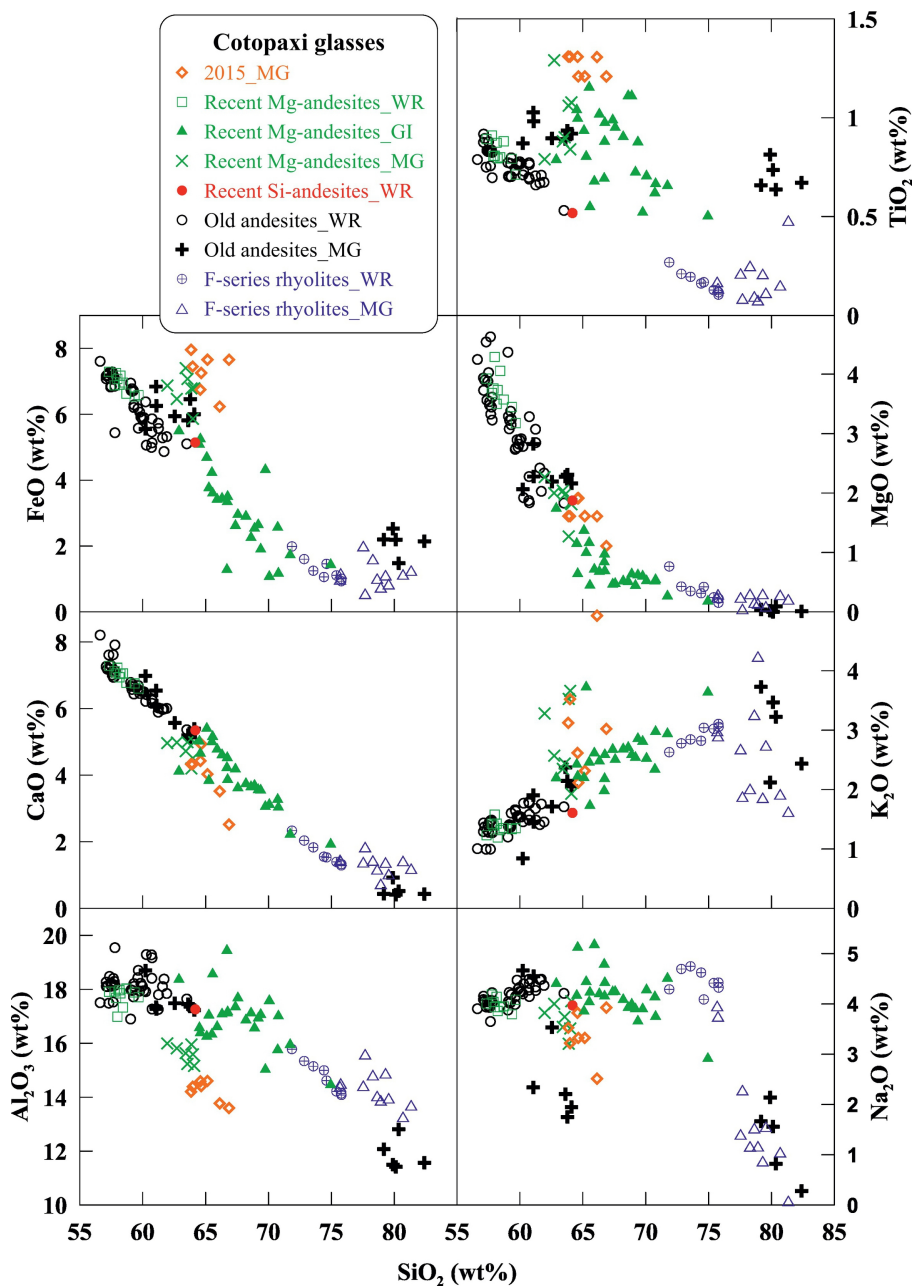 Cotopaxi glasses
2015_MG
Recent Mg-andesites_WR
Recent Mg-andesites_GI
Recent Mg-andesites_MG
Recent Si-andesites_WR
Old andesites_WR
Old andesites_MG
F-series rhyolites_WR
F-series rhyolites_MG
1.5
1
0.5
0
TiO₂ (wt%)
8
6
4
2
0
FeO (wt%)
4
3
2
1
0
MgO (wt%)
8
6
4
2
0
CaO (wt%)
4
3
2
1
0
K₂O (wt%)
18
16
14
12
10
Al₂O₃ (wt%)
5
4
3
2
1
0
Na₂O (wt%)
55 60 65 70 75 80 55 60 65 70 75 80 85
SiO₂ (wt%)